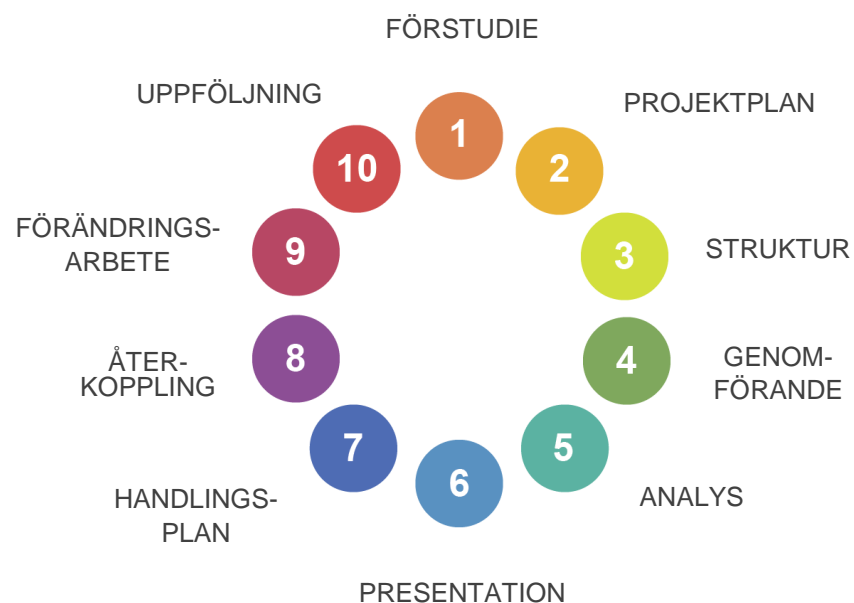 FÖRSTUDIE
1
PROJEKTPLAN
2
STRUKTUR
3
GENOM-
FÖRANDE
4
ANALYS
5
PRESENTATION
6
HANDLINGS-
PLAN
7
ÅTER-
KOPPLING
8
FÖRÄNDRINGS-
ARBETE
9
UPPFÖLJNING
10